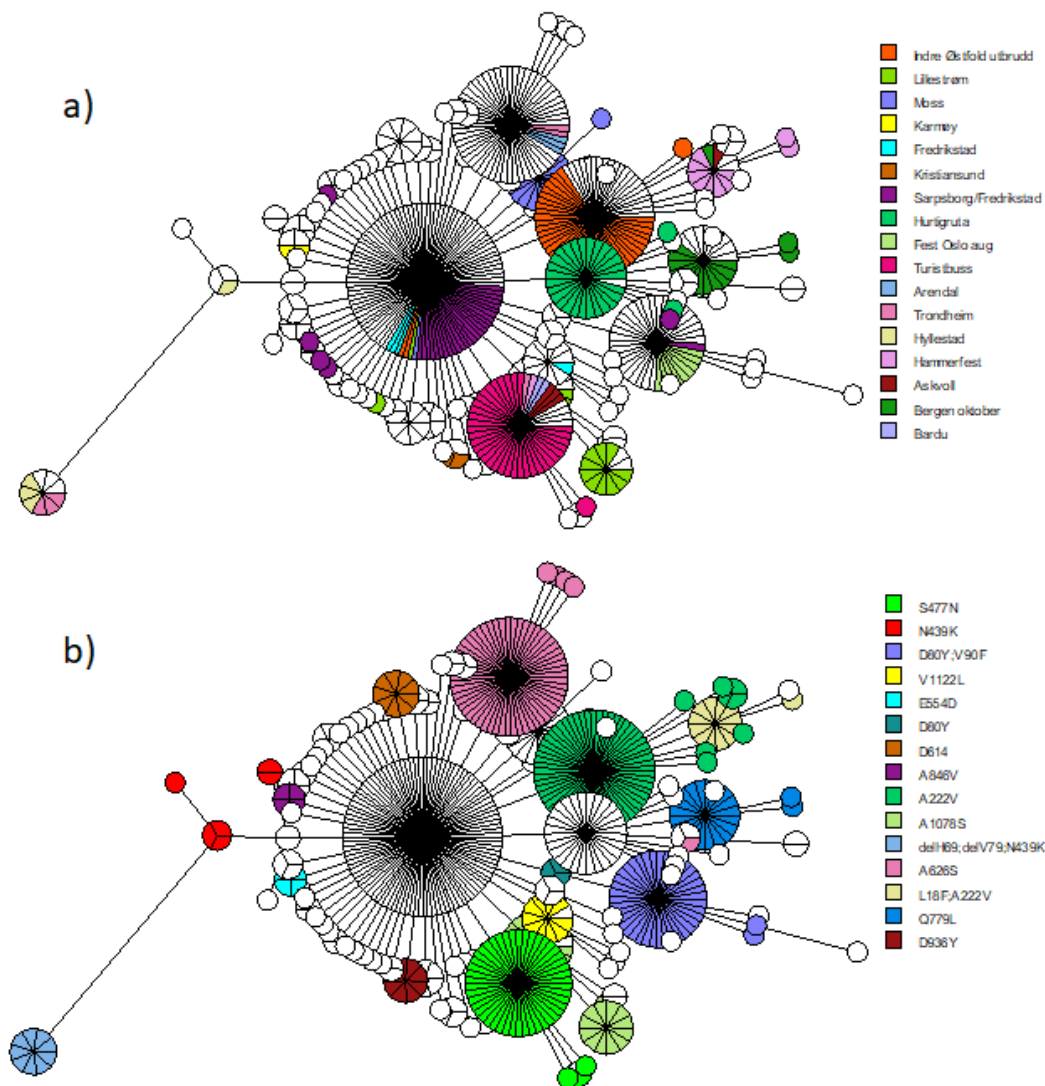 a)
Indre Østfold utbrudd
Lillestrøm
Moss
Karmøy
Fredrikstad
Kristiansund
Sarpsborg/Fredrikstad
Hurtigruta
Fest Oslo aug
Turistbuss
Arendal
Trondheim
Hyllestad
Hammerfest
Askvoll
Bergen oktober
Bardu
b)
S477N
N439K
D80Y;V90F
V1122L
E554D
D80Y
D614
A846V
A222V
A1078S
delH69;delV79;N439K
A626S
L18F;A222V
Q779L
D936Y